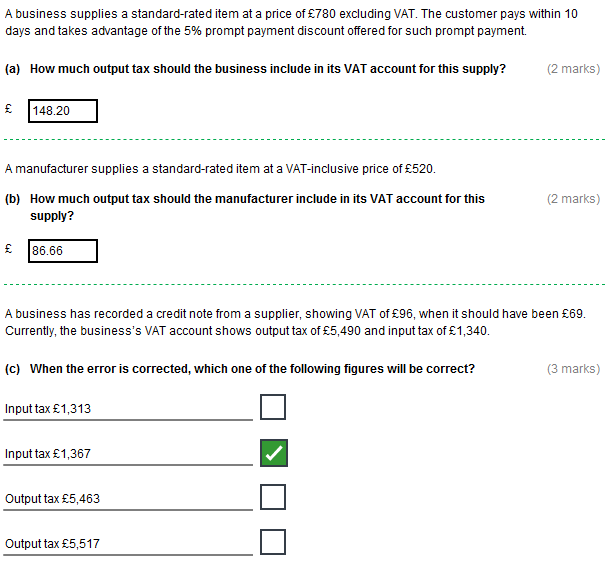 A business supplies a standard-rated item at a price of £780 excluding VAT. The customer pays within 10
days and takes advantage of the 5% prompt payment discount offered for such prompt payment.
(a) How much output tax should the business include in its VAT account for this supply? (2 marks)
£ 148.20
A manufacturer supplies a standard-rated item at a VAT-inclusive price of £520.
(b) How much output tax should the manufacturer include in its VAT account for this (2 marks)
supply?
£ 86.66
A business has recorded a credit note from a supplier, showing VAT of £96, when it should have been £69.
Currently, the business's VAT account shows output tax of £5,490 and input tax of £1,340.
(c) When the error is corrected, which one of the following figures will be correct? (3 marks)
Input tax £1,313
Input tax £1,367
Output tax £5,463
Output tax £5,517